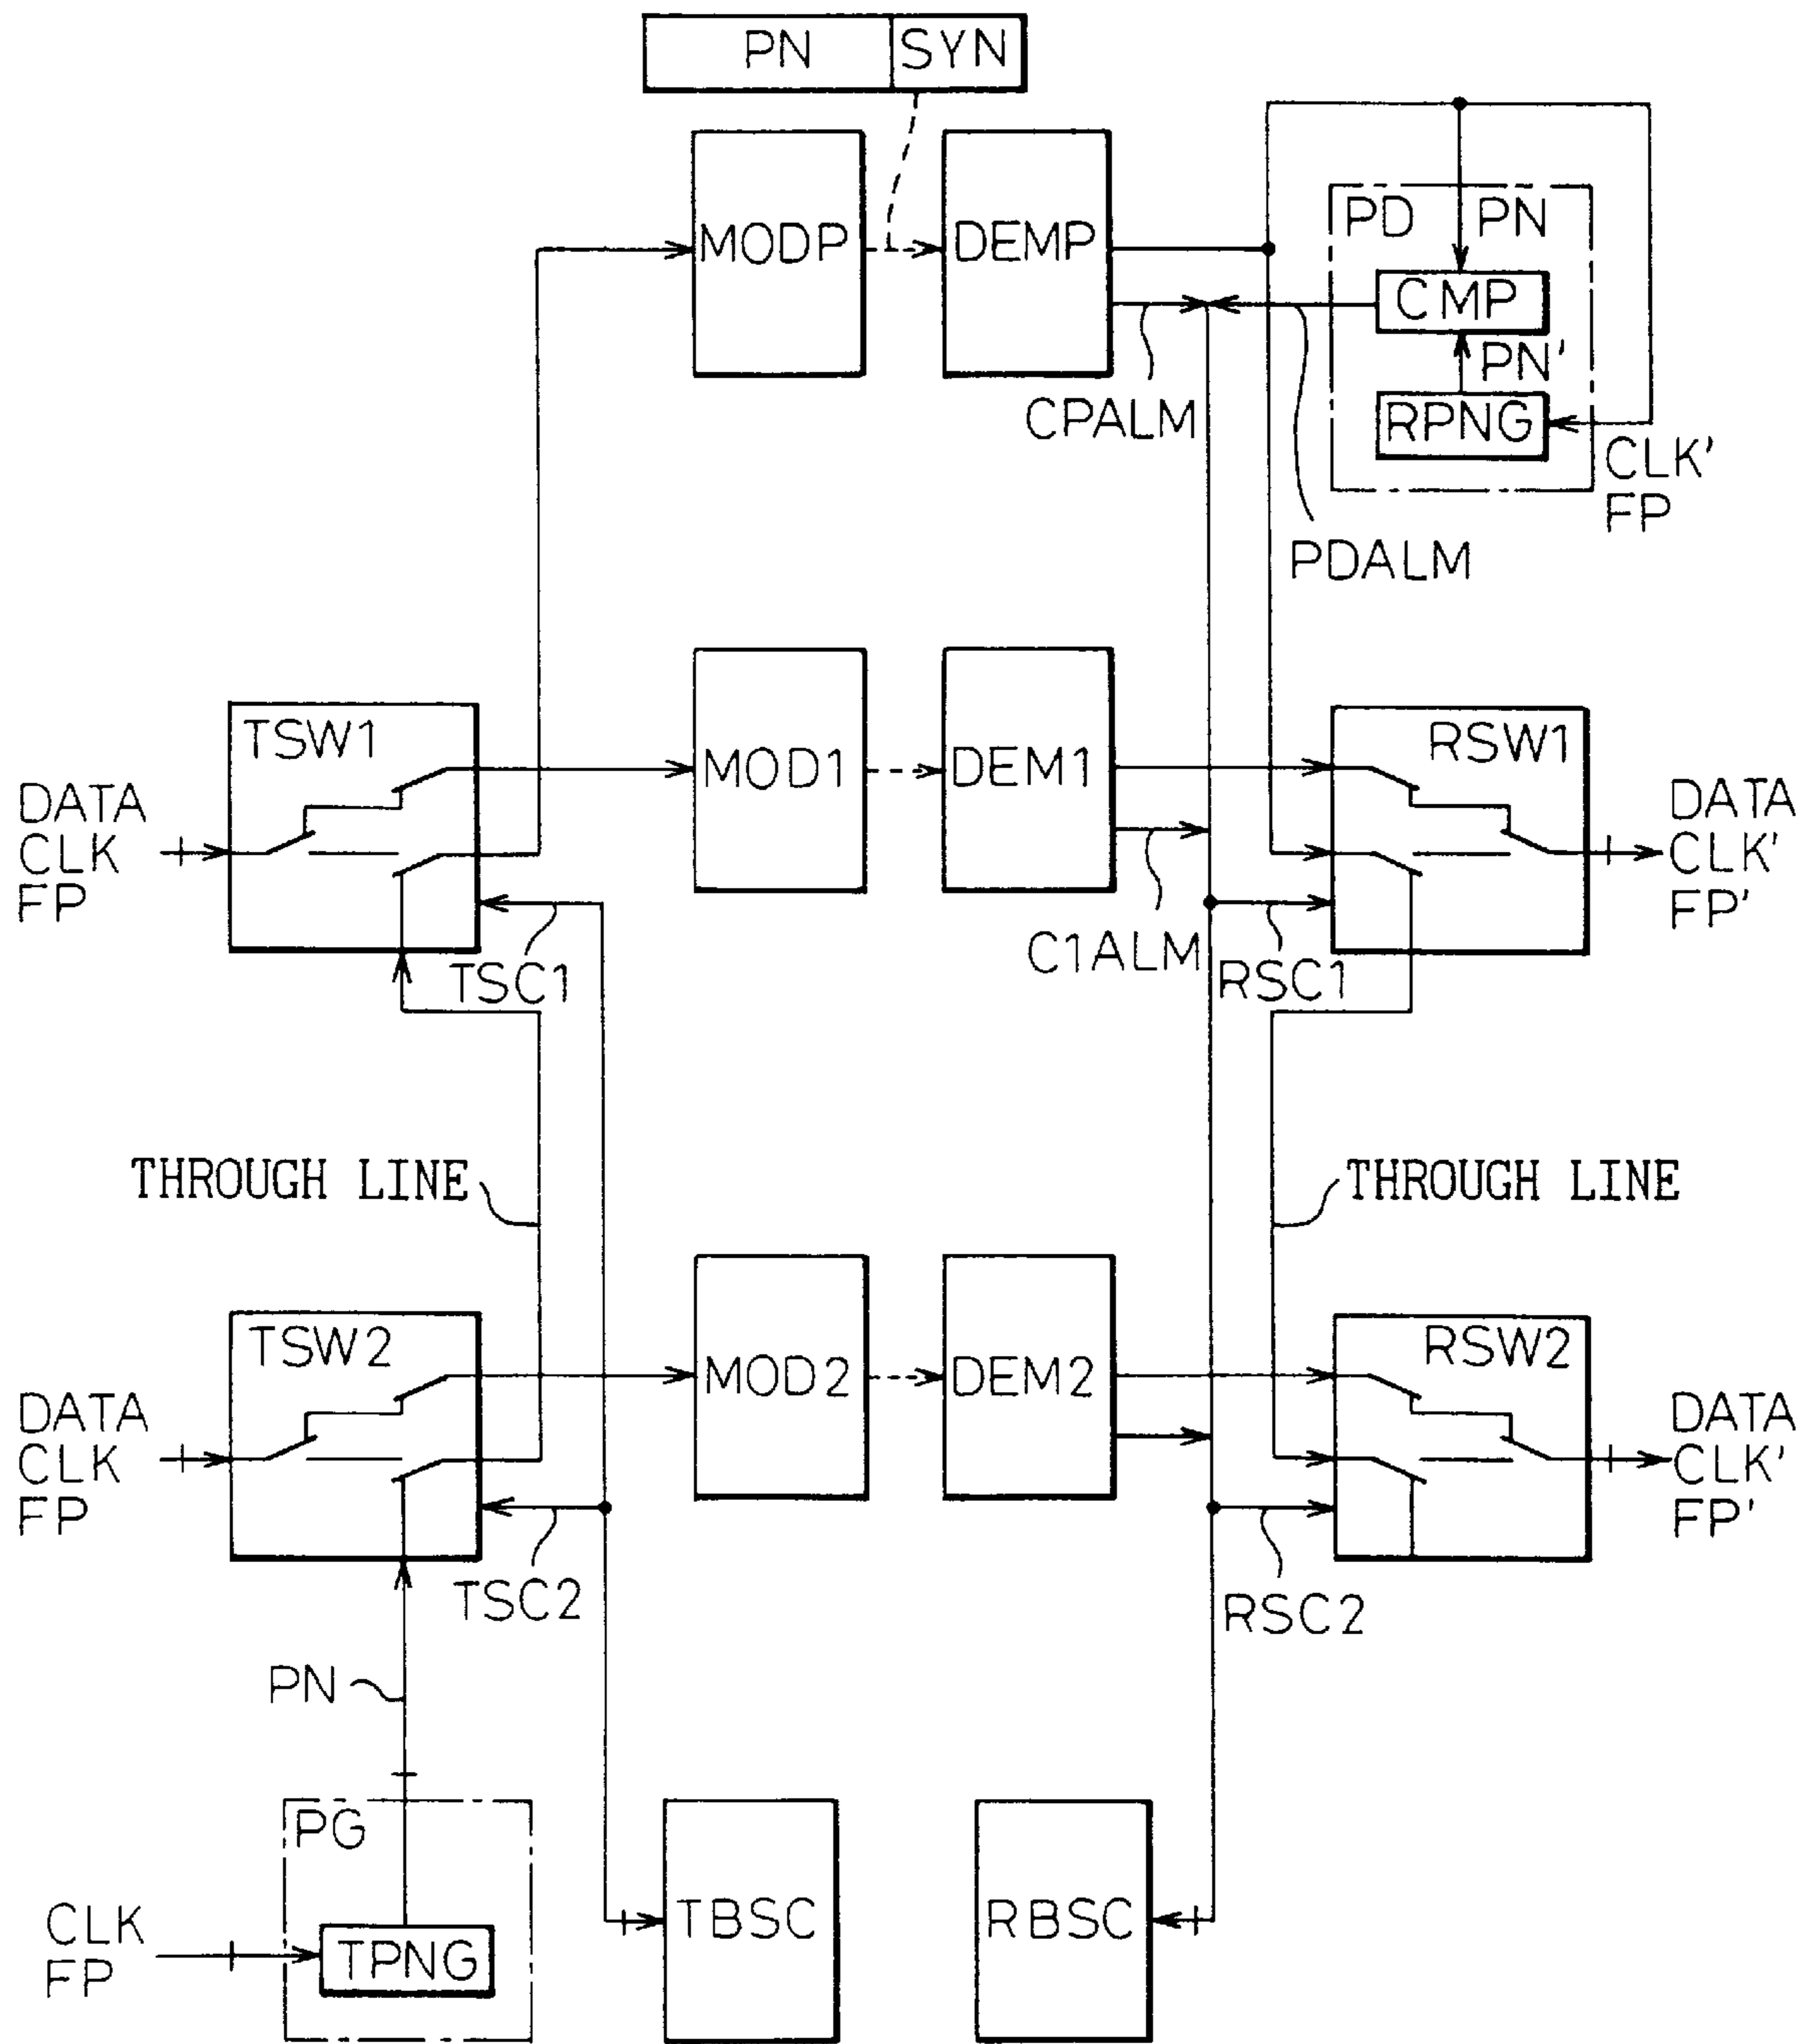 PN SYN
MODP
DEMP
PD PN
CMP
PN'
RPNG
CLK'
FP
CPALM
PDALM
TSW1
MOD1
DEM1
RSW1
DATA
CLK
FP
DATA
CLK'
FP'
TSC1
C1ALM
RSC1
THROUGH LINE
THROUGH LINE
TSW2
MOD2
DEM2
RSW2
DATA
CLK
FP
DATA
CLK'
FP'
TSC2
RSC2
PN
PG
TBSC
RBSC
CLK
FP
TPNG